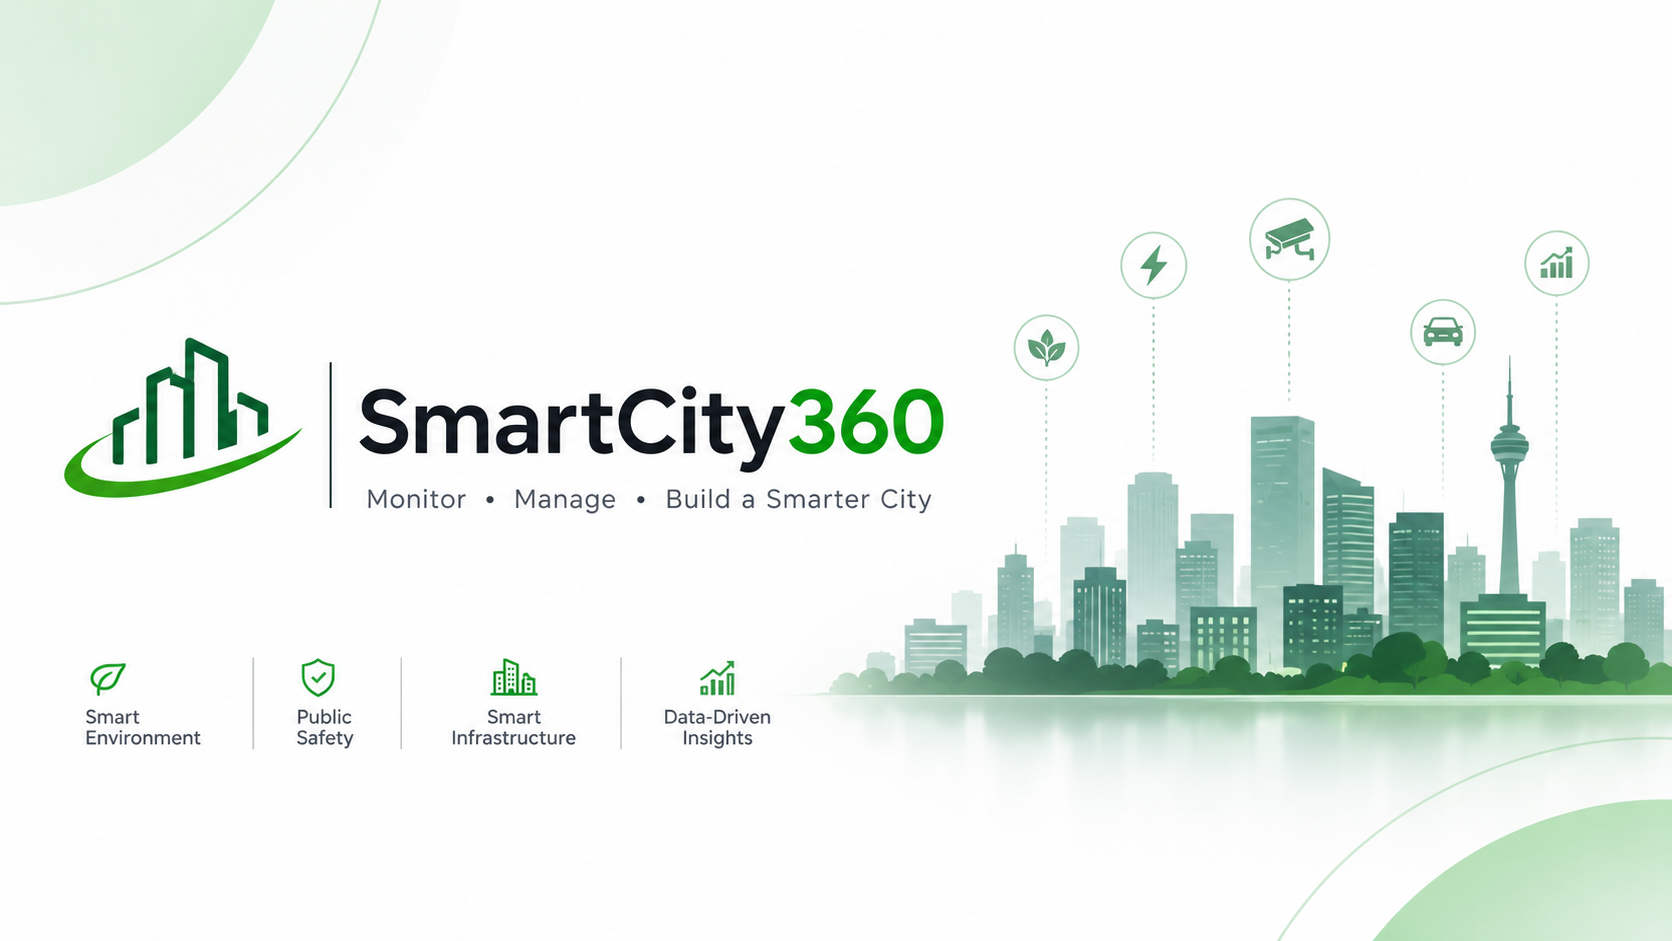 SmartCity360
Monitor • Manage • Build a Smarter City
Smart
Environment
Public
Safety
Smart
Infrastructure
Data-Driven
Insights